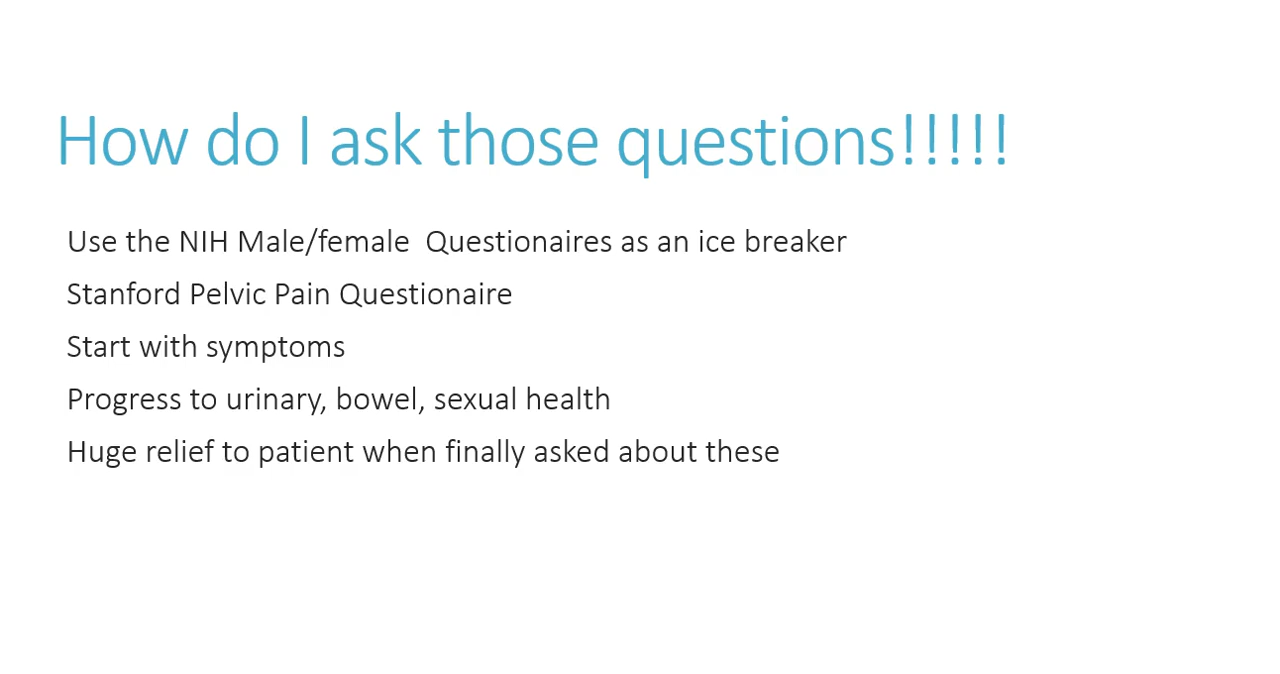 How do I ask those questions!!!!!
Use the NIH Male/female  Questionaires as an ice breaker
Stanford Pelvic Pain Questionaire
Start with symptoms
Progress to urinary, bowel, sexual health
Huge relief to patient when finally asked about these